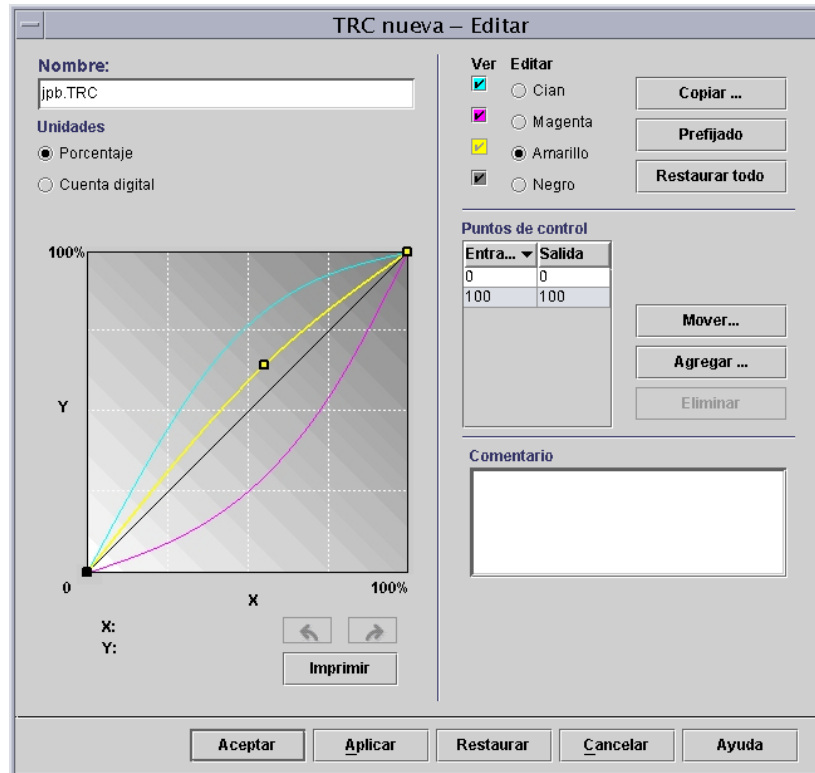 TRC nueva – Editar
Nombre:
jpb.TRC
Unidades
Porcentaje
Cuenta digital
100%
Y
0
100%
X
X:
Y:
Imprimir
Ver Editar
Cian
Magenta
Amarillo
Negro
Copiar ...
Prefijado
Restaurar todo
Puntos de control
Entra... Salida
0 0
100 100
Mover...
Agregar ...
Eliminar
Comentario
Aceptar Aplicar Restaurar Cancelar Ayuda